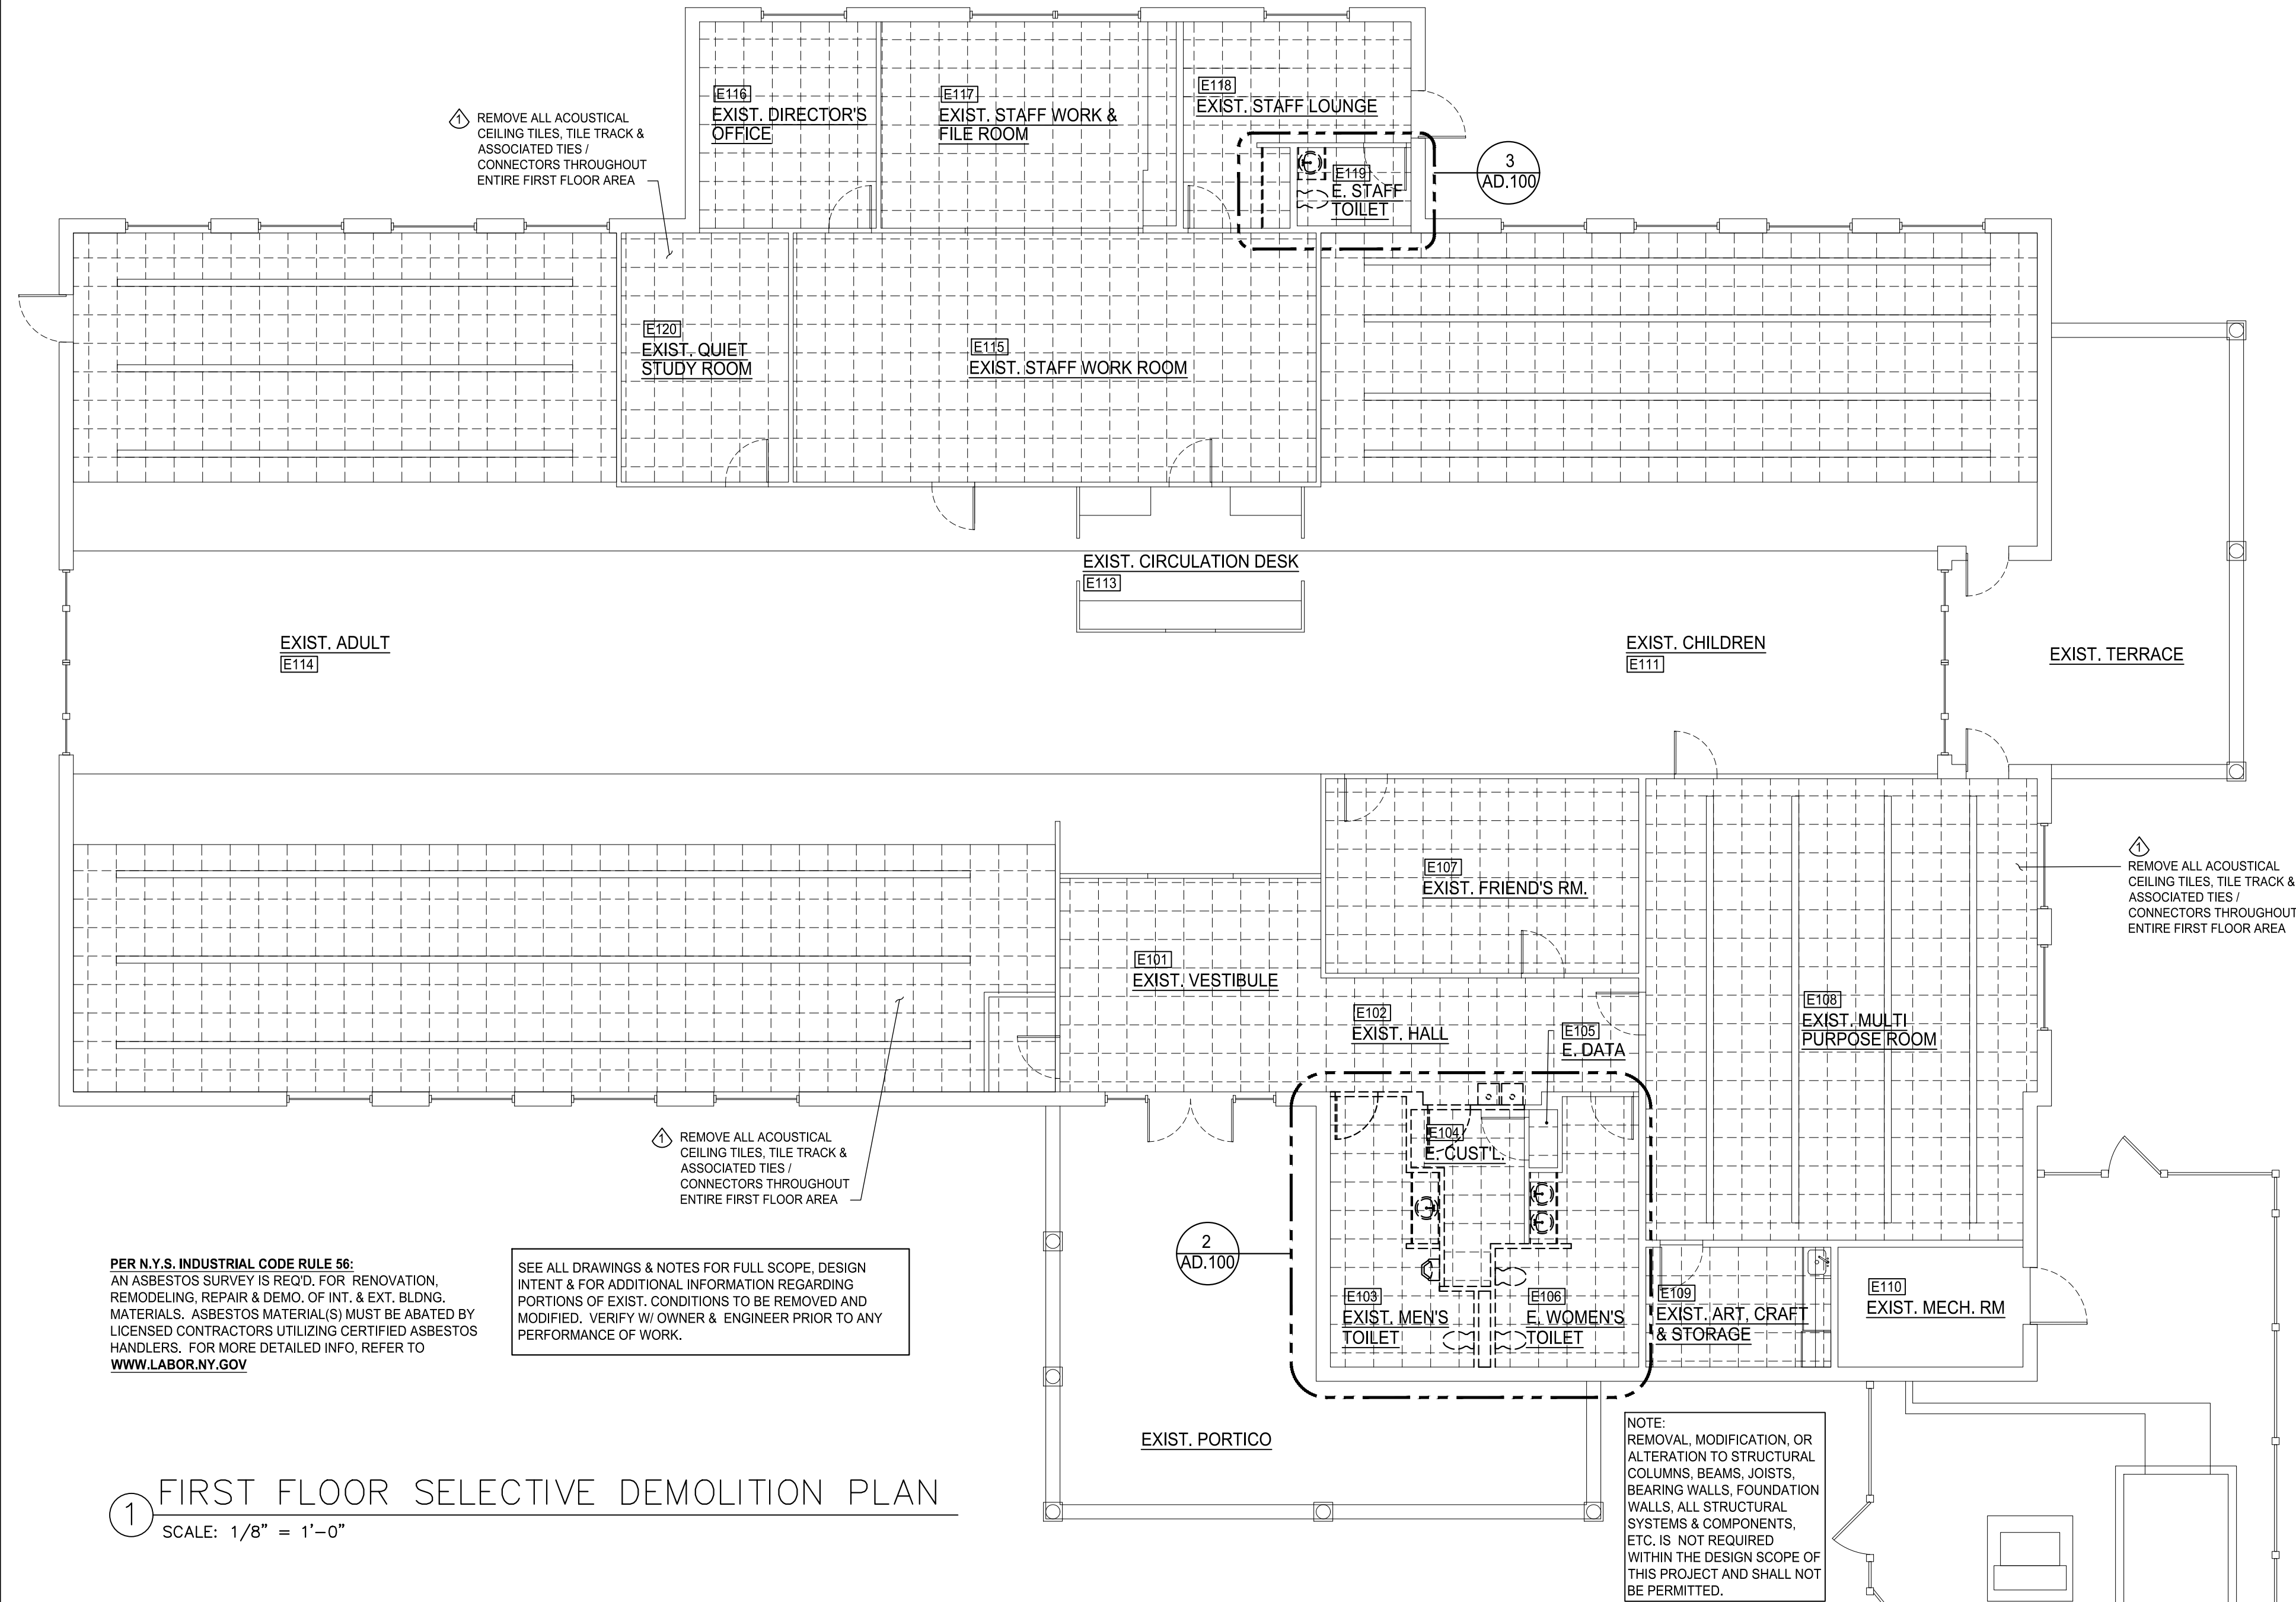 E116
EXIST. DIRECTOR'S
OFFICE
E117
EXIST. STAFF WORK &
FILE ROOM
E118
EXIST. STAFF LOUNGE
1
REMOVE ALL ACOUSTICAL
CEILING TILES, TILE TRACK &
ASSOCIATED TIES /
CONNECTORS THROUGHOUT
ENTIRE FIRST FLOOR AREA
E119
E. STAFF
TOILET
3
AD.100
E120
EXIST. QUIET
STUDY ROOM
E115
EXIST. STAFF WORK ROOM
EXIST. CIRCULATION DESK
E113
EXIST. ADULT
E114
EXIST. CHILDREN
E111
EXIST. TERRACE
E107
EXIST. FRIEND'S RM.
1
REMOVE ALL ACOUSTICAL
CEILING TILES, TILE TRACK &
ASSOCIATED TIES /
CONNECTORS THROUGHOUT
ENTIRE FIRST FLOOR AREA
E101
EXIST. VESTIBULE
E102
EXIST. HALL
E105
E. DATA
E108
EXIST. MULTI
PURPOSE ROOM
1
REMOVE ALL ACOUSTICAL
CEILING TILES, TILE TRACK &
ASSOCIATED TIES /
CONNECTORS THROUGHOUT
ENTIRE FIRST FLOOR AREA
E104
E. CUST'L.
2
AD.100
E103
EXIST. MEN'S
TOILET
E106
E. WOMEN'S
TOILET
E109
EXIST. ART, CRAFT
& STORAGE
E110
EXIST. MECH. RM
PER N.Y.S. INDUSTRIAL CODE RULE 56:
AN ASBESTOS SURVEY IS REQ'D. FOR RENOVATION,
REMODELING, REPAIR & DEMO. OF INT. & EXT. BLDNG.
MATERIALS. ASBESTOS MATERIAL(S) MUST BE ABATED BY
LICENSED CONTRACTORS UTILIZING CERTIFIED ASBESTOS
HANDLERS. FOR MORE DETAILED INFO, REFER TO
WWW.LABOR.NY.GOV
SEE ALL DRAWINGS & NOTES FOR FULL SCOPE, DESIGN
INTENT & FOR ADDITIONAL INFORMATION REGARDING
PORTIONS OF EXIST. CONDITIONS TO BE REMOVED AND
MODIFIED. VERIFY W/ OWNER & ENGINEER PRIOR TO ANY
PERFORMANCE OF WORK.
EXIST. PORTICO
NOTE:
REMOVAL, MODIFICATION, OR
ALTERATION TO STRUCTURAL
COLUMNS, BEAMS, JOISTS,
BEARING WALLS, FOUNDATION
WALLS, ALL STRUCTURAL
SYSTEMS & COMPONENTS,
ETC. IS NOT REQUIRED
WITHIN THE DESIGN SCOPE OF
THIS PROJECT AND SHALL NOT
BE PERMITTED.
1
FIRST FLOOR SELECTIVE DEMOLITION PLAN
SCALE: 1/8" = 1'-0"